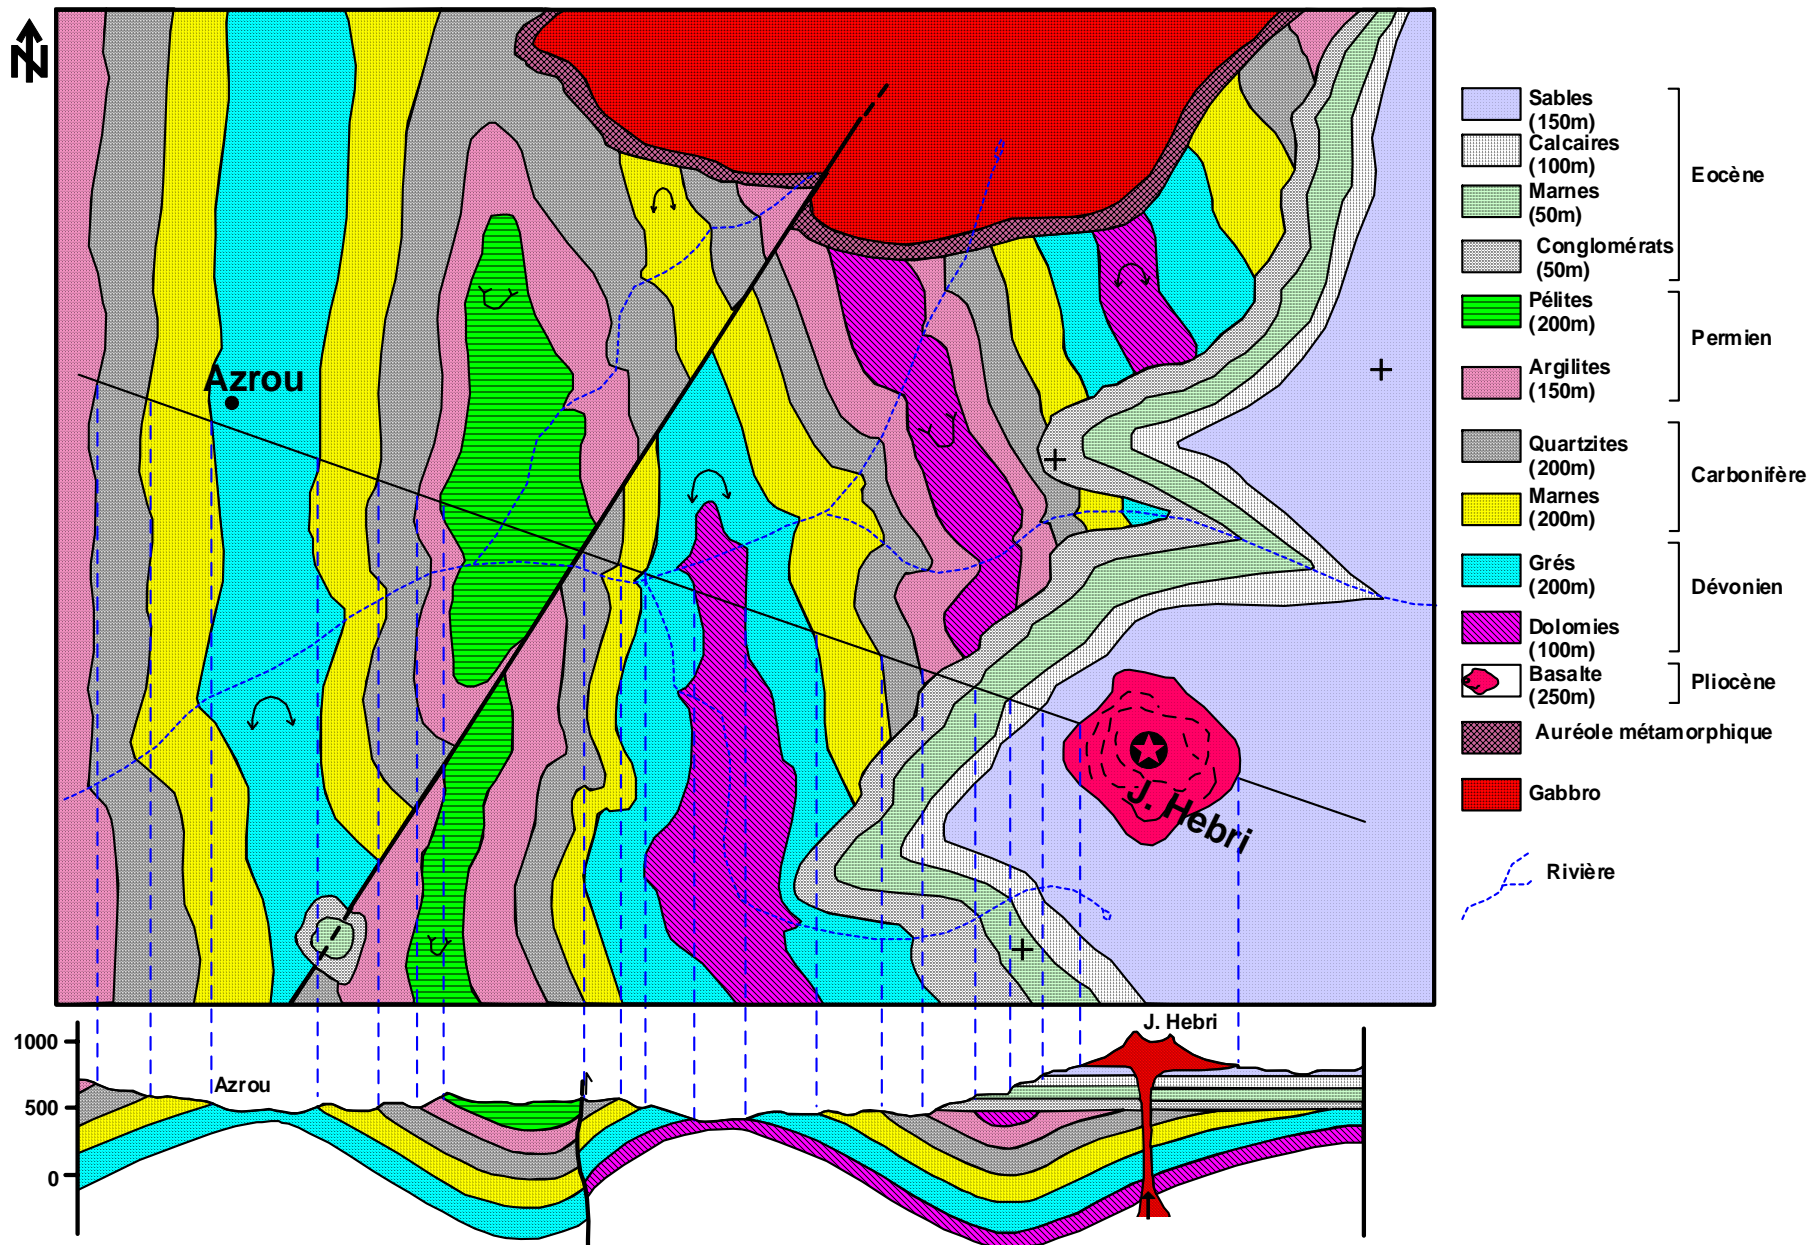 N
Azrou
J. Hebri
Sables
(150m)
Calcaires
(100m)
Marnes
(50m)
Conglomérats
(50m)
Eocène
Pélites
(200m)
Argilites
(150m)
Permien
Quartzites
(200m)
Marnes
(200m)
Carbonifère
Grés
(200m)
Dolomies
(100m)
Dévonien
Basalte
(250m)
Pliocène
Auréole métamorphique
Gabbro
Rivière
1000
500
0
Azrou
J. Hebri